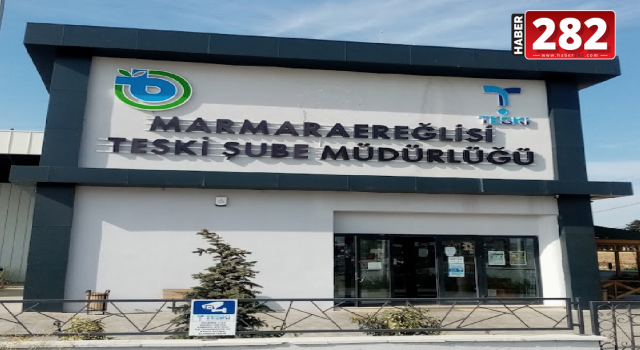 HABER
282
MARMARAEREĞLİSİ
TESKİ ŞUBE MÜDÜRLÜĞÜ
TESKİ